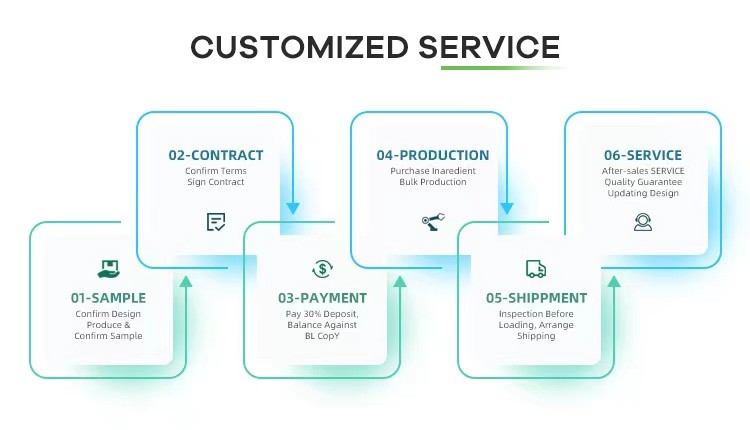 CUSTOMIZED SERVICE
01-SAMPLE
Confirm Design
Produce &
Confirm Sample
02-CONTRACT
Confirm Terms
Sign Contract
03-PAYMENT
Pay 30% Deposit,
Balance Against
BL CopY
04-PRODUCTION
Purchase Inaredient
Bulk Production
05-SHIPPMENT
Inspection Before
Loading, Arrange
Shipping
06-SERVICE
After-sales SERVICE
Quality Guarantee
Updating Design